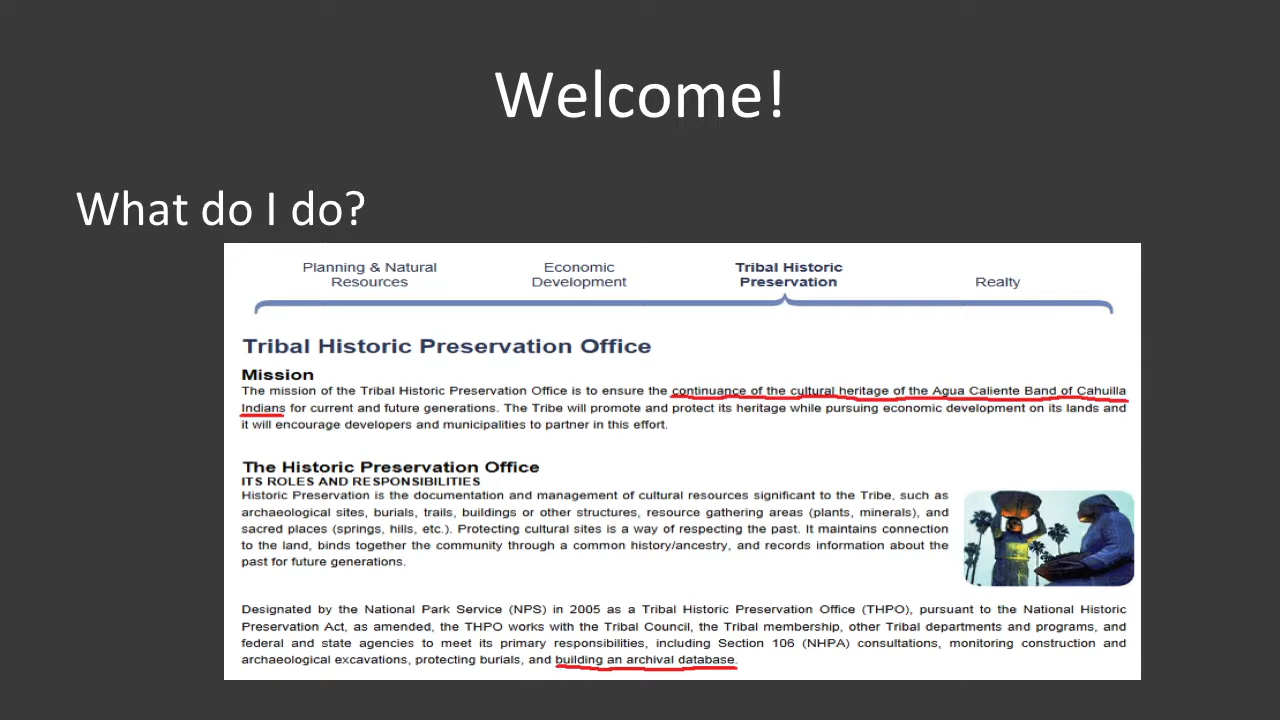 Welcome!
What do I do?
Planning & Natural
Resources
Economic
Development
Tribal Historic
Preservation
Realty
Tribal Historic Preservation Office
Mission
The mission of the Tribal Historic Preservation Office is to ensure the continuance of the cultural heritage of the Agua Caliente Band of Cahuilla
Indians for current and future generations. The Tribe will promote and protect its heritage while pursuing economic development on its lands and
it will encourage developers and municipalities to partner in this effort.
The Historic Preservation Office
ITS ROLES AND RESPONSIBILITIES
Historic Preservation is the documentation and management of cultural resources significant to the Tribe, such as
archaeological sites, burials, trails, buildings or other structures, resource gathering areas (plants, minerals), and
sacred places (springs, hills, etc.). Protecting cultural sites is a way of respecting the past. It maintains connection
to the land, binds together the community through a common history/ancestry, and records information about the
past for future generations.
Designated by the National Park Service (NPS) in 2005 as a Tribal Historic Preservation Office (THPO), pursuant to the National Historic
Preservation Act, as amended, the THPO works with the Tribal Council, the Tribal membership, other Tribal departments and programs, and
federal and state agencies to meet its primary responsibilities, including Section 106 (NHPA) consultations, monitoring construction and
archaeological excavations, protecting burials, and building an archival database.